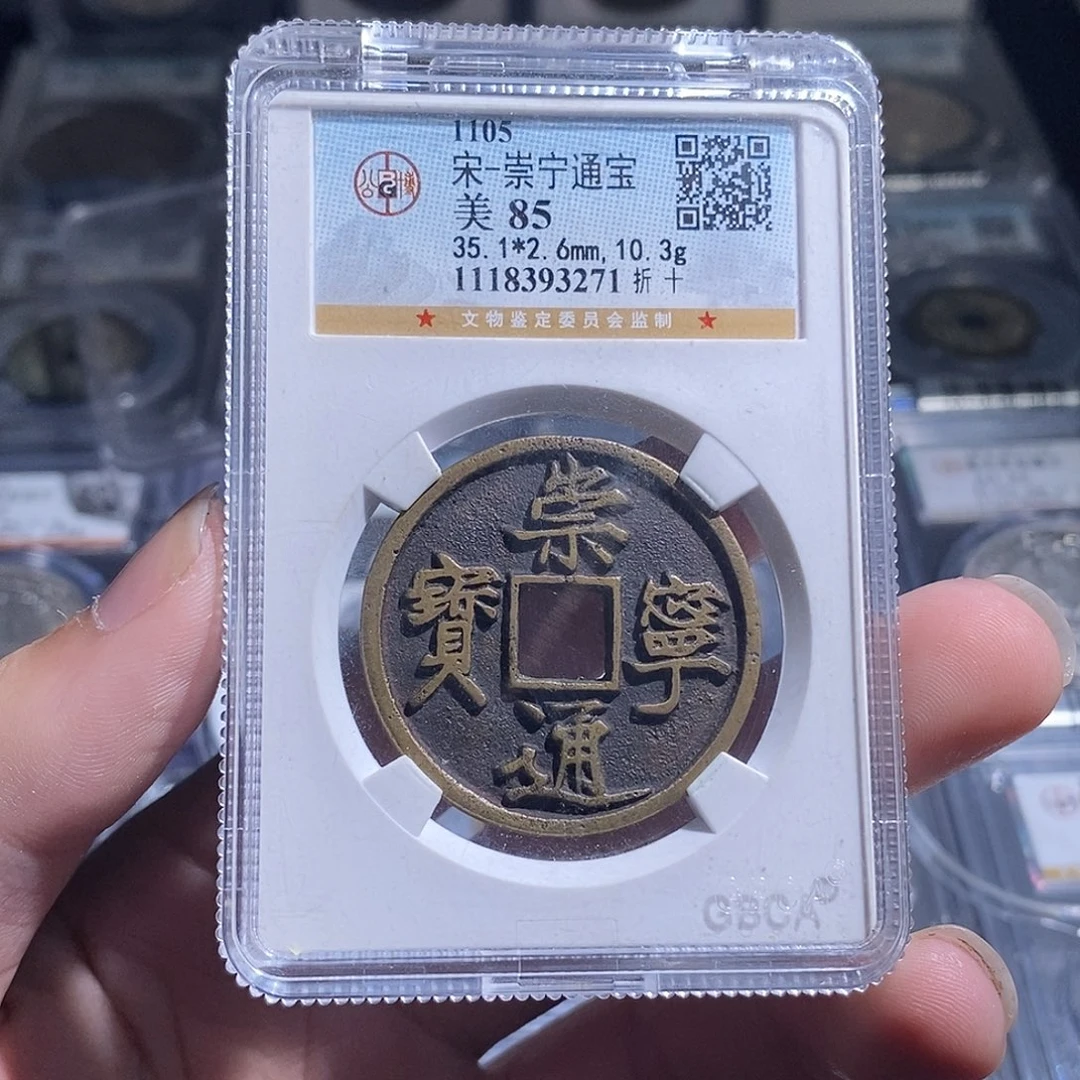 1105
宋-崇宁通宝
美 85
35.1*2.6mm,10.3g
1118393271 折十
★ 文物鉴定委员会监制 ★
崇
寧
通
寶
GBCA